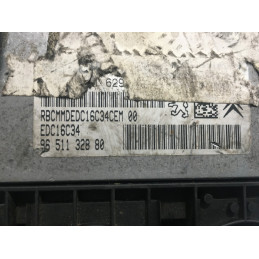 629
RBCMMDEDC16C34CEM 00
EDC16C34
96 511 328 80